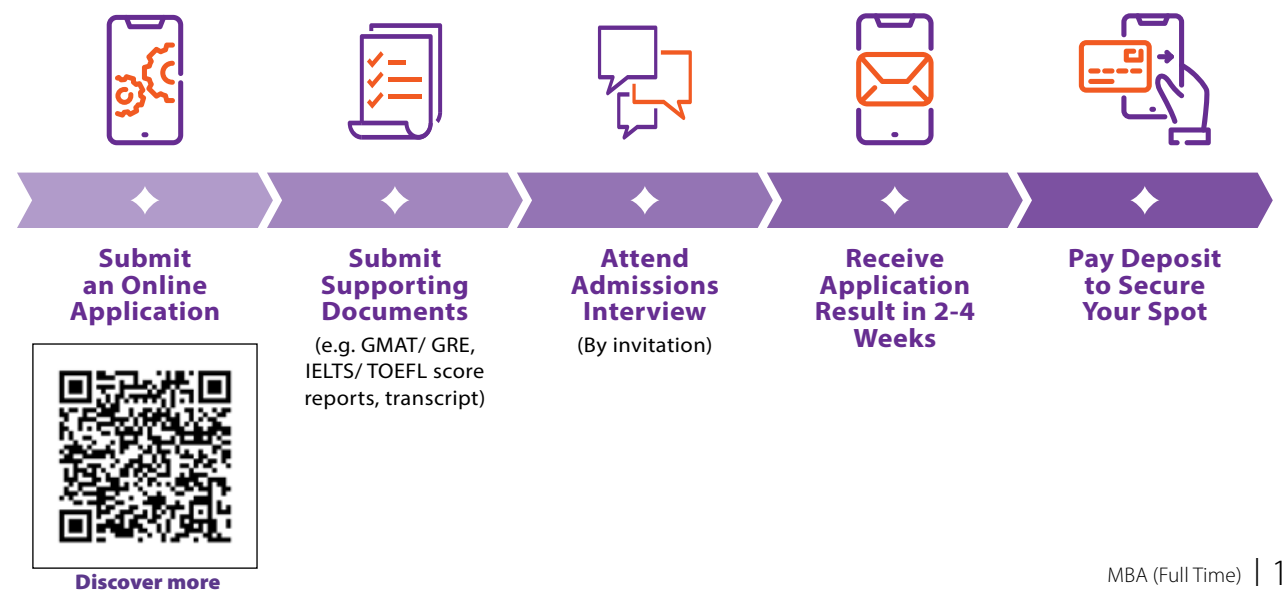 Submit
an Online
Application
Discover more
Submit
Supporting
Documents
(e.g. GMAT/ GRE,
IELTS/ TOEFL score
reports, transcript)
Attend
Admissions
Interview
(By invitation)
Receive
Application
Result in 2-4
Weeks
Pay Deposit
to Secure
Your Spot
MBA (Full Time) | 1